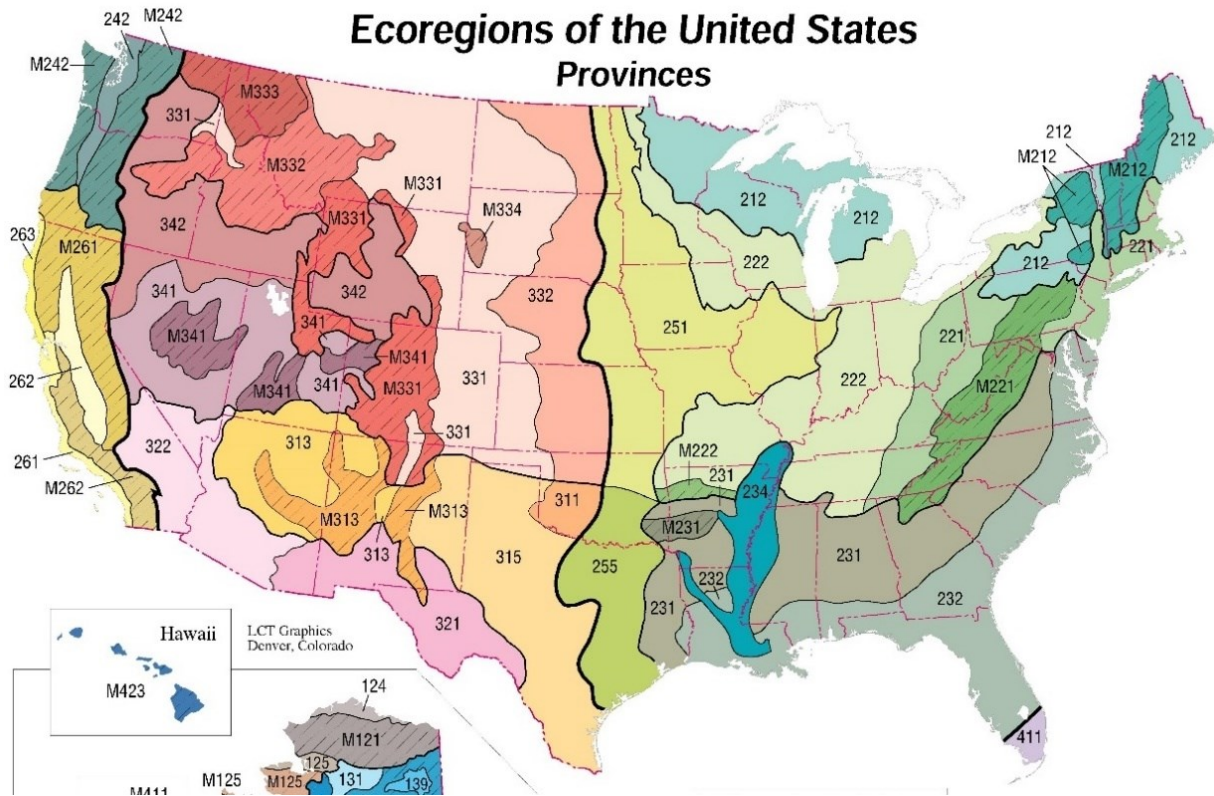 Ecoregions of the United States
Provinces
242 M242
M242
M333
331
M332
212
212
M212
M212
212
M331
212
212
M331
M334
342
222
221
263
M261
212
341
342
332
251
341
M341
221
M341
262
M341
341
M331
331
222
M221
322
313
331
261
M222
231
M262
234
M313
M313
311
M231
231
313
315
255
232
231
232
321
Hawaii
M423
LCT Graphics
Denver, Colorado
124
M121
411
125
M125
M125
131
139
M411